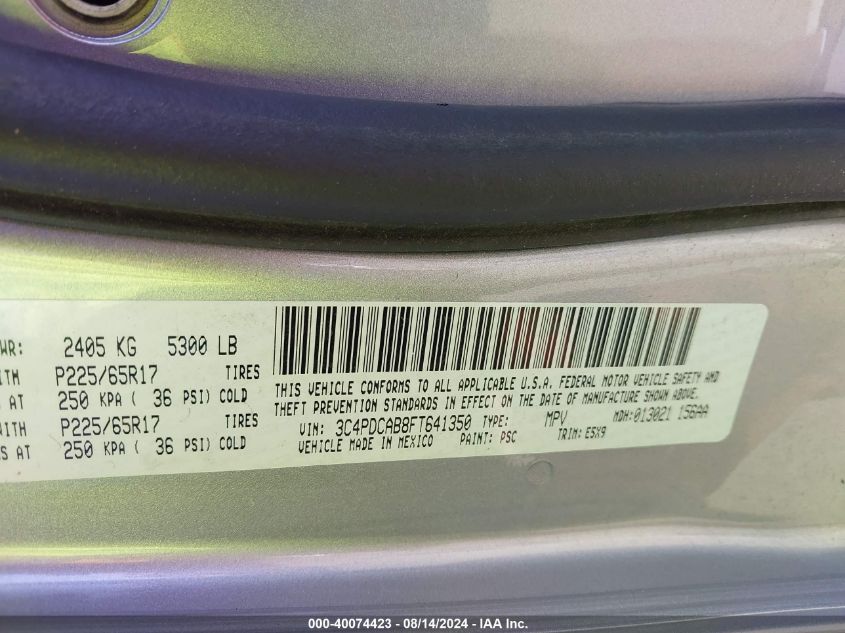 WR: 2405 KG 5300 LB
ITH P225/65R17 TIRES
S AT 250 KPA ( 36 PSI) COLD
WITH P225/65R17 TIRES
S AT 250 KPA ( 36 PSI) COLD
THIS VEHICLE CONFORMS TO ALL APPLICABLE U.S.A. FEDERAL MOTOR VEHICLE SAFETY AND
THEFT PREVENTION STANDARDS IN EFFECT ON THE DATE OF MANUFACTURE SHOWN ABOVE.
VIN: 3C4PDCAB8FT641350 TYPE: MPV MDH: 013021 156AA
VEHICLE MADE IN MEXICO PAINT: PSC TRIM: E5X9
000-40074423 - 08/14/2024 - IAA Inc.